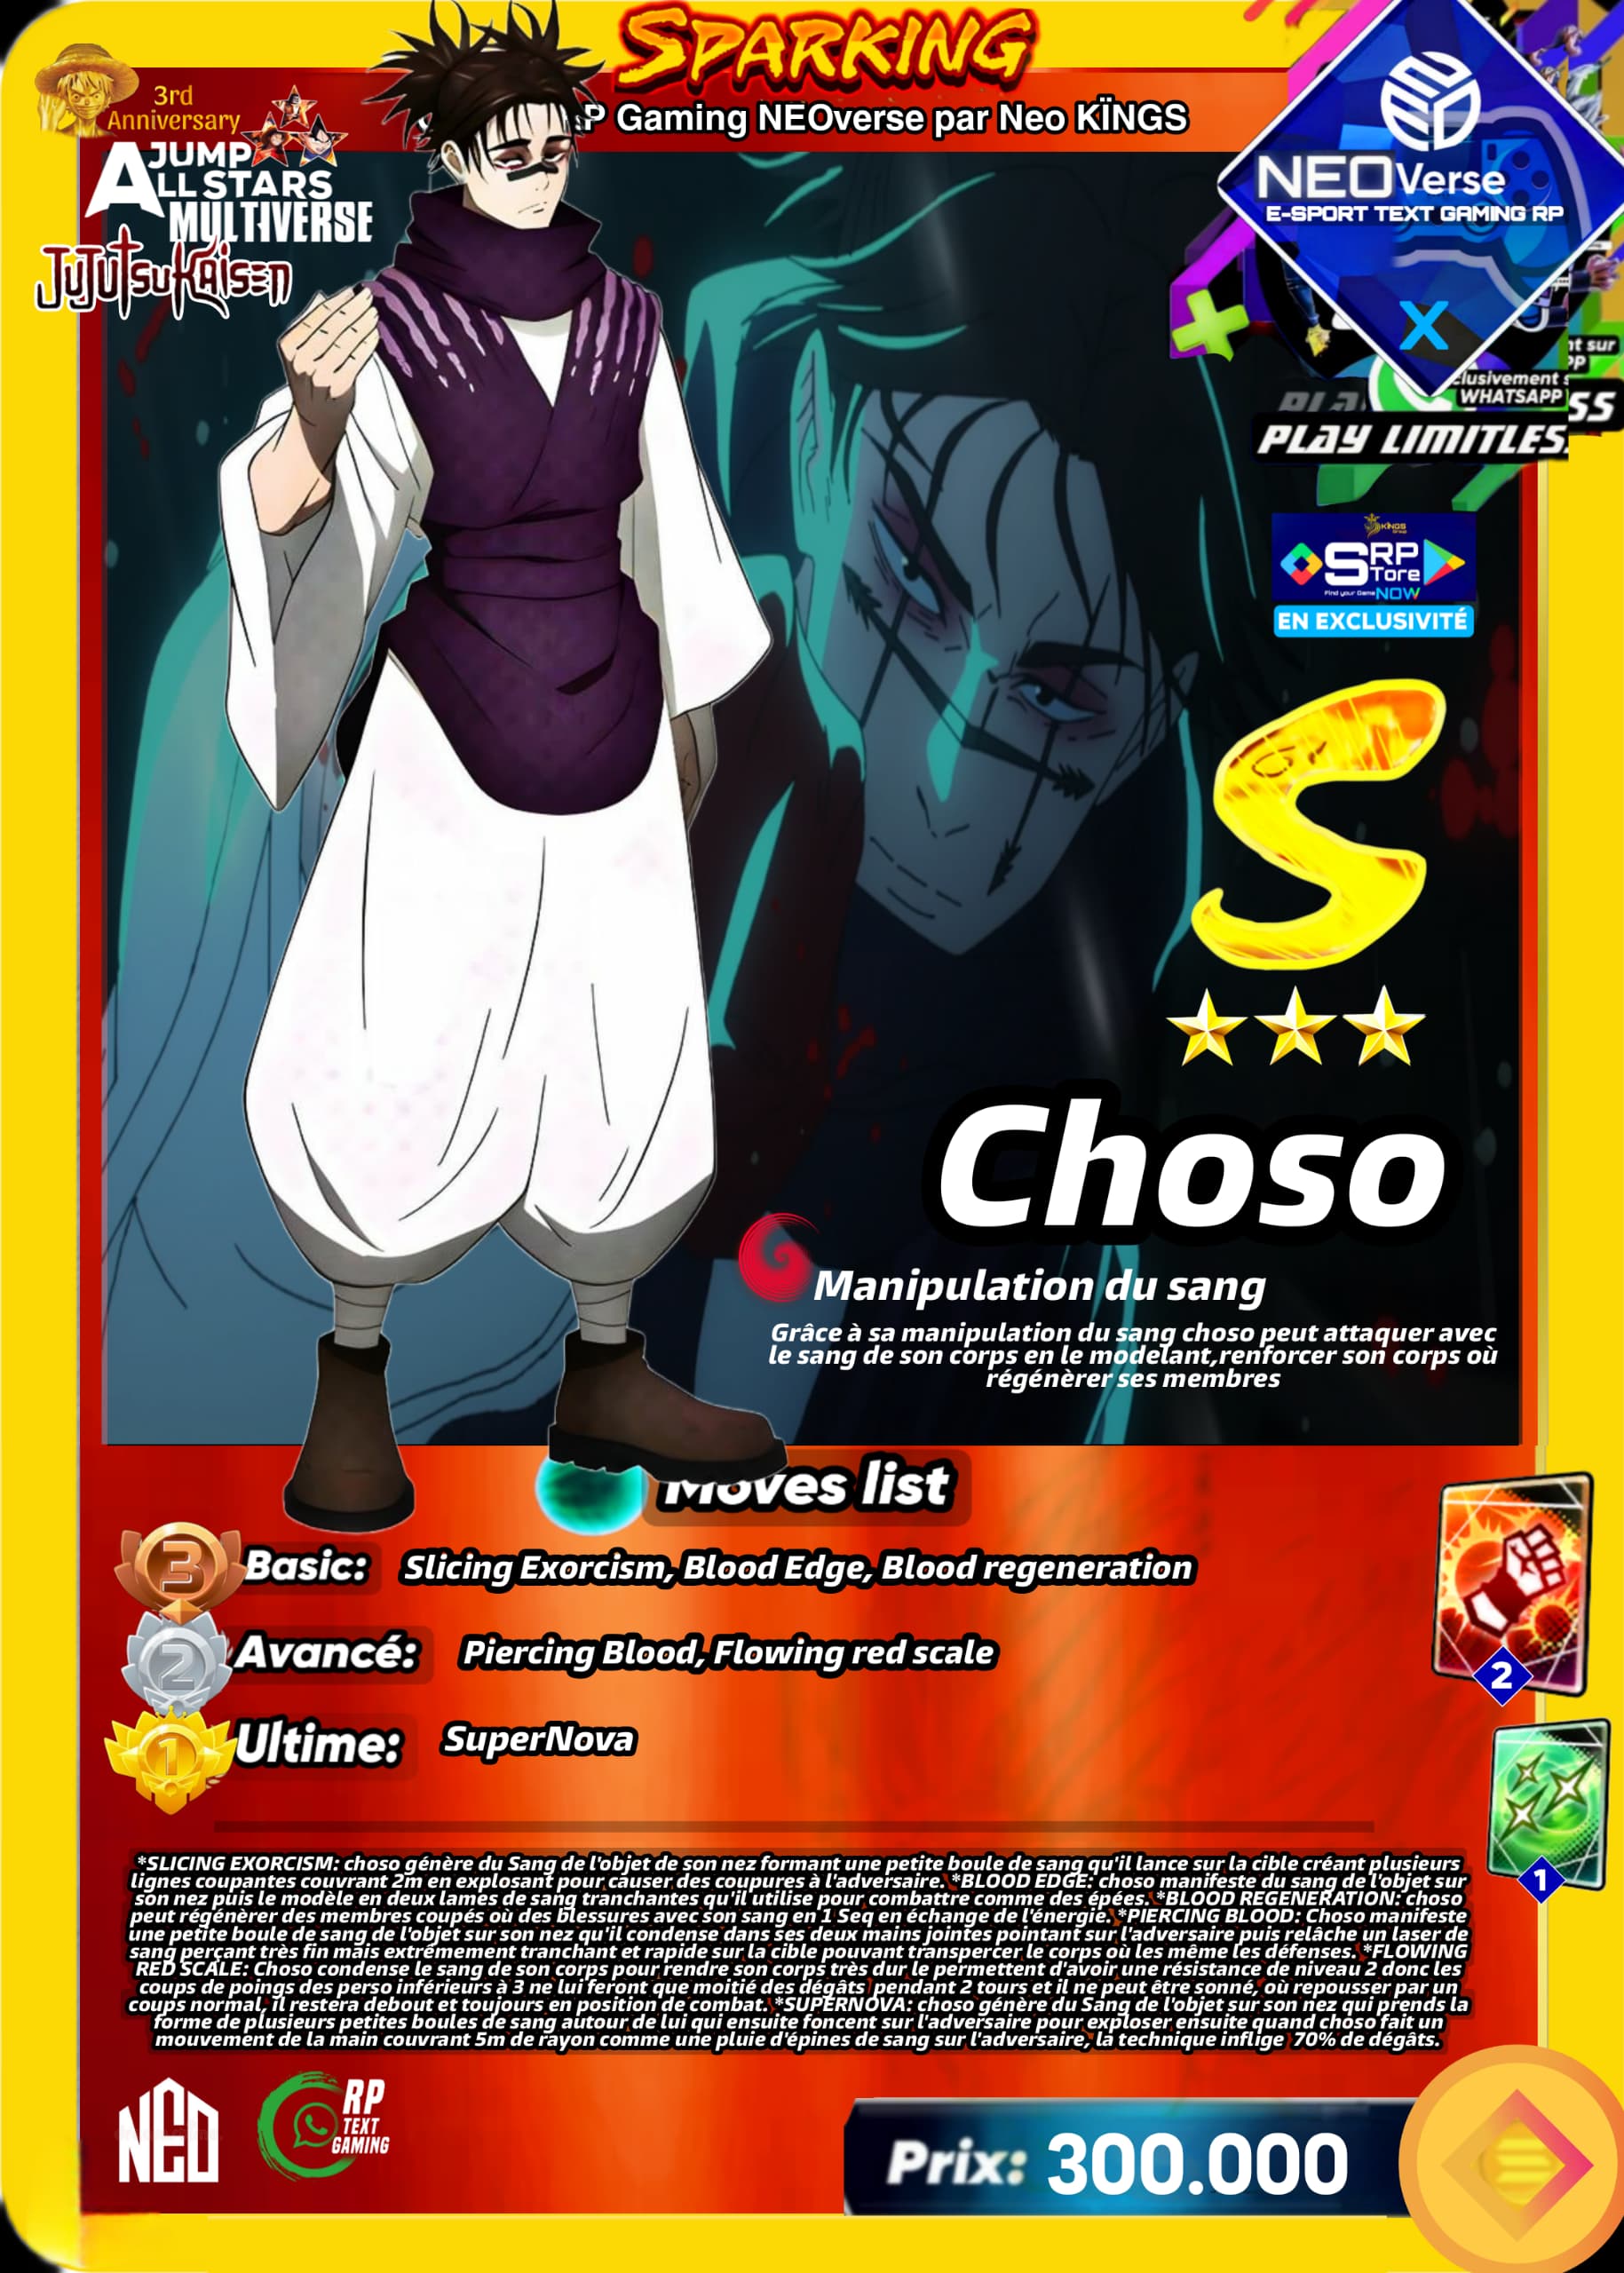 SPARKING
3rd
Anniversary
P Gaming NEOverse par Neo KÏNGS
JUMP
ALL STARS
MULTIVERSE
JUJUTSU KAISEN
NEOVerse
E-SPORT TEXT GAMING RP
X
nt sur
clusivement
WHATSAPP
SS
PLAY LIMITLES
KiNGS
SRP
Tore
Find your Game NOW
EN EXCLUSIVITÉ
S
Choso
Manipulation du sang
Grâce à sa manipulation du sang choso peut attaquer avec
le sang de son corps en le modelant,renforcer son corps où
régénèrer ses membres
Moves list
3 Basic: Slicing Exorcism, Blood Edge, Blood regeneration
2 Avancé: Piercing Blood, Flowing red scale
2
1 Ultime: SuperNova
1
*SLICING EXORCISM: choso génère du Sang de l'objet de son nez formant une petite boule de sang qu'il lance sur la cible créant plusieurs
lignes coupantes couvrant 2m en explosant pour causer des coupures à l'adversaire. *BLOOD EDGE: choso manifeste du sang de l'objet sur
son nez puis le modèle en deux lames de sang tranchantes qu'il utilise pour combattre comme des épées. *BLOOD REGENERATION: choso
peut régénèrer des membres coupés où des blessures avec son sang en 1 Seq en échange de l'énergie. *PIERCING BLOOD: Choso manifeste
une petite boule de sang de l'objet sur son nez qu'il condense dans ses deux mains jointes pointant sur l'adversaire puis relâche un laser de
sang perçant très fin mais extrêmement tranchant et rapide sur la cible pouvant transpercer le corps où les même les défenses. *FLOWING
RED SCALE: Choso condense le sang de son corps pour rendre son corps très dur le permettent d'avoir une résistance de niveau 2 donc les
coups de poings des perso inférieurs à 3 ne lui feront que moitié des dégâts pendant 2 tours et il ne peut être sonné, où repousser par un
coups normal, il restera debout et toujours en position de combat. *SUPERNOVA: choso génère du Sang de l'objet sur son nez qui prends la
forme de plusieurs petites boules de sang autour de lui qui ensuite foncent sur l'adversaire pour exploser ensuite quand choso fait un
mouvement de la main couvrant 5m de rayon comme une pluie d'épines de sang sur l'adversaire, la technique inflige 70% de dégâts.
NEO
RP
TEXT
GAMING
Prix: 300.000